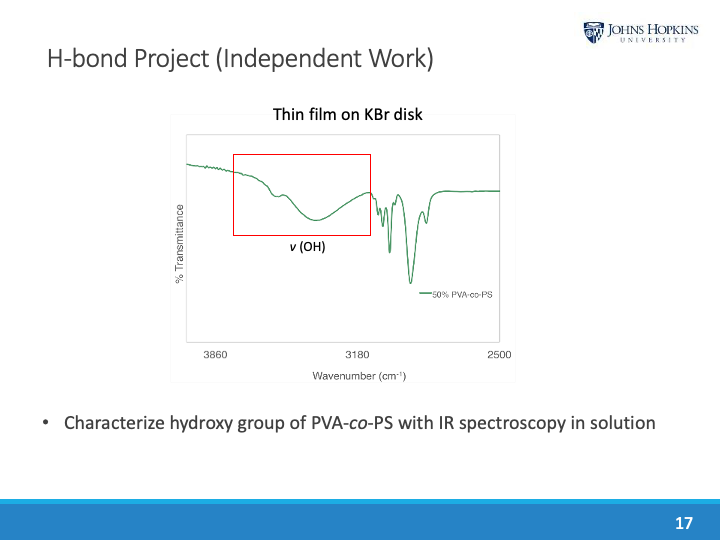 JOHNS HOPKINS
UNIVERSITY
H-bond Project (Independent Work)
Thin film on KBr disk
% Transmittance
ν (OH)
50% PVA-co-PS
3860 3180 2500
Wavenumber (cm-1)
• Characterize hydroxy group of PVA-co-PS with IR spectroscopy in solution
17